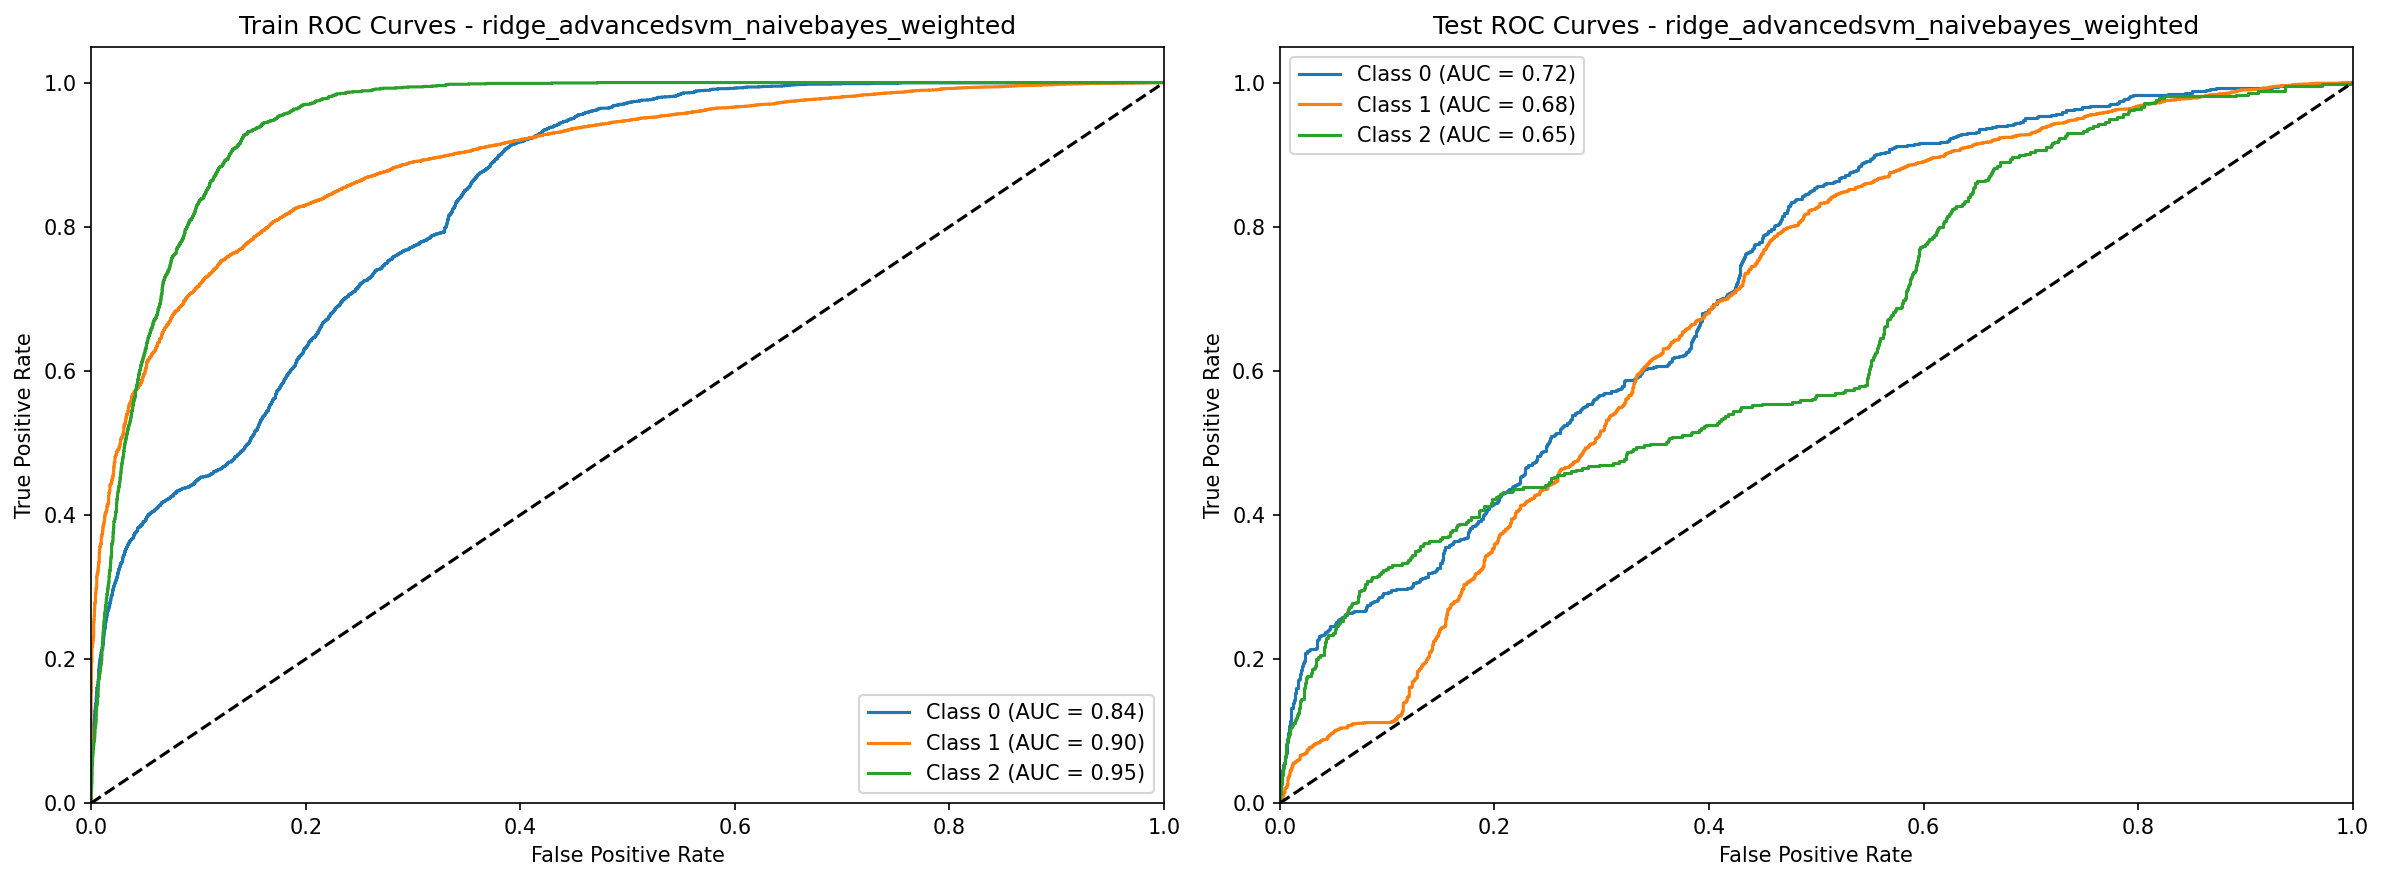 Train ROC Curves - ridge_advancedsvm_naivebayes_weighted
True Positive Rate
1.0
0.8
0.6
0.4
0.2
0.0
Class 0 (AUC = 0.84)
Class 1 (AUC = 0.90)
Class 2 (AUC = 0.95)
0.0 0.2 0.4 0.6 0.8 1.0
False Positive Rate
Test ROC Curves - ridge_advancedsvm_naivebayes_weighted
Class 0 (AUC = 0.72)
Class 1 (AUC = 0.68)
Class 2 (AUC = 0.65)
True Positive Rate
1.0
0.8
0.6
0.4
0.2
0.0
0.0 0.2 0.4 0.6 0.8 1.0
False Positive Rate